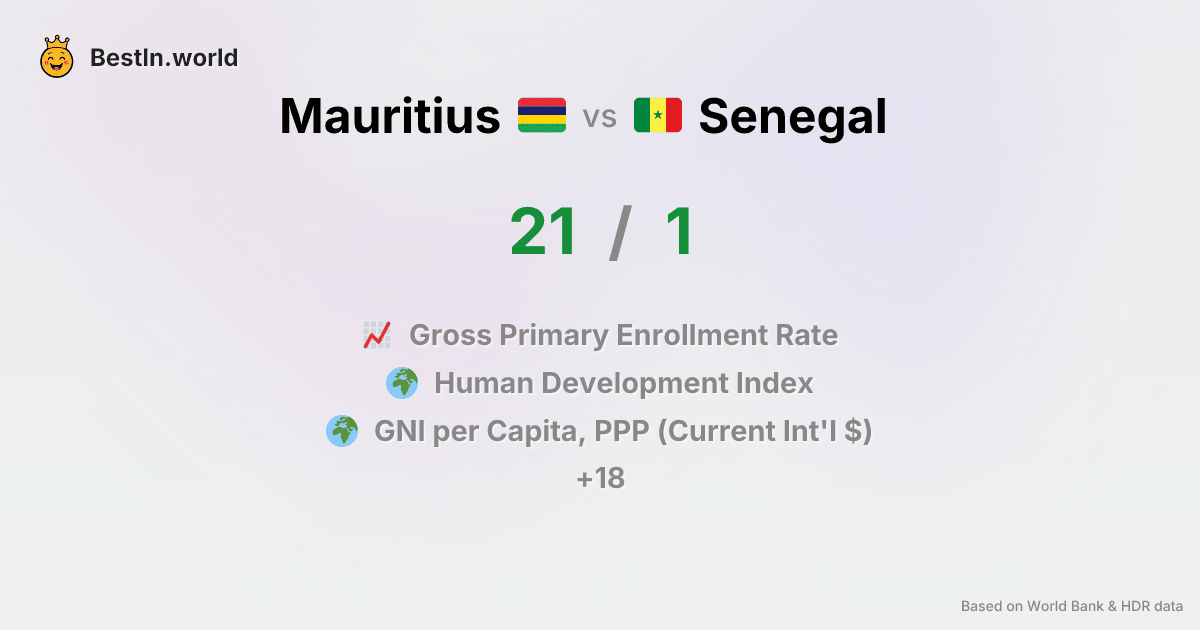 BestIn.world
Mauritius vs Senegal
21 / 1
Gross Primary Enrollment Rate
Human Development Index
GNI per Capita, PPP (Current Int'l $)
+18
Based on World Bank & HDR data